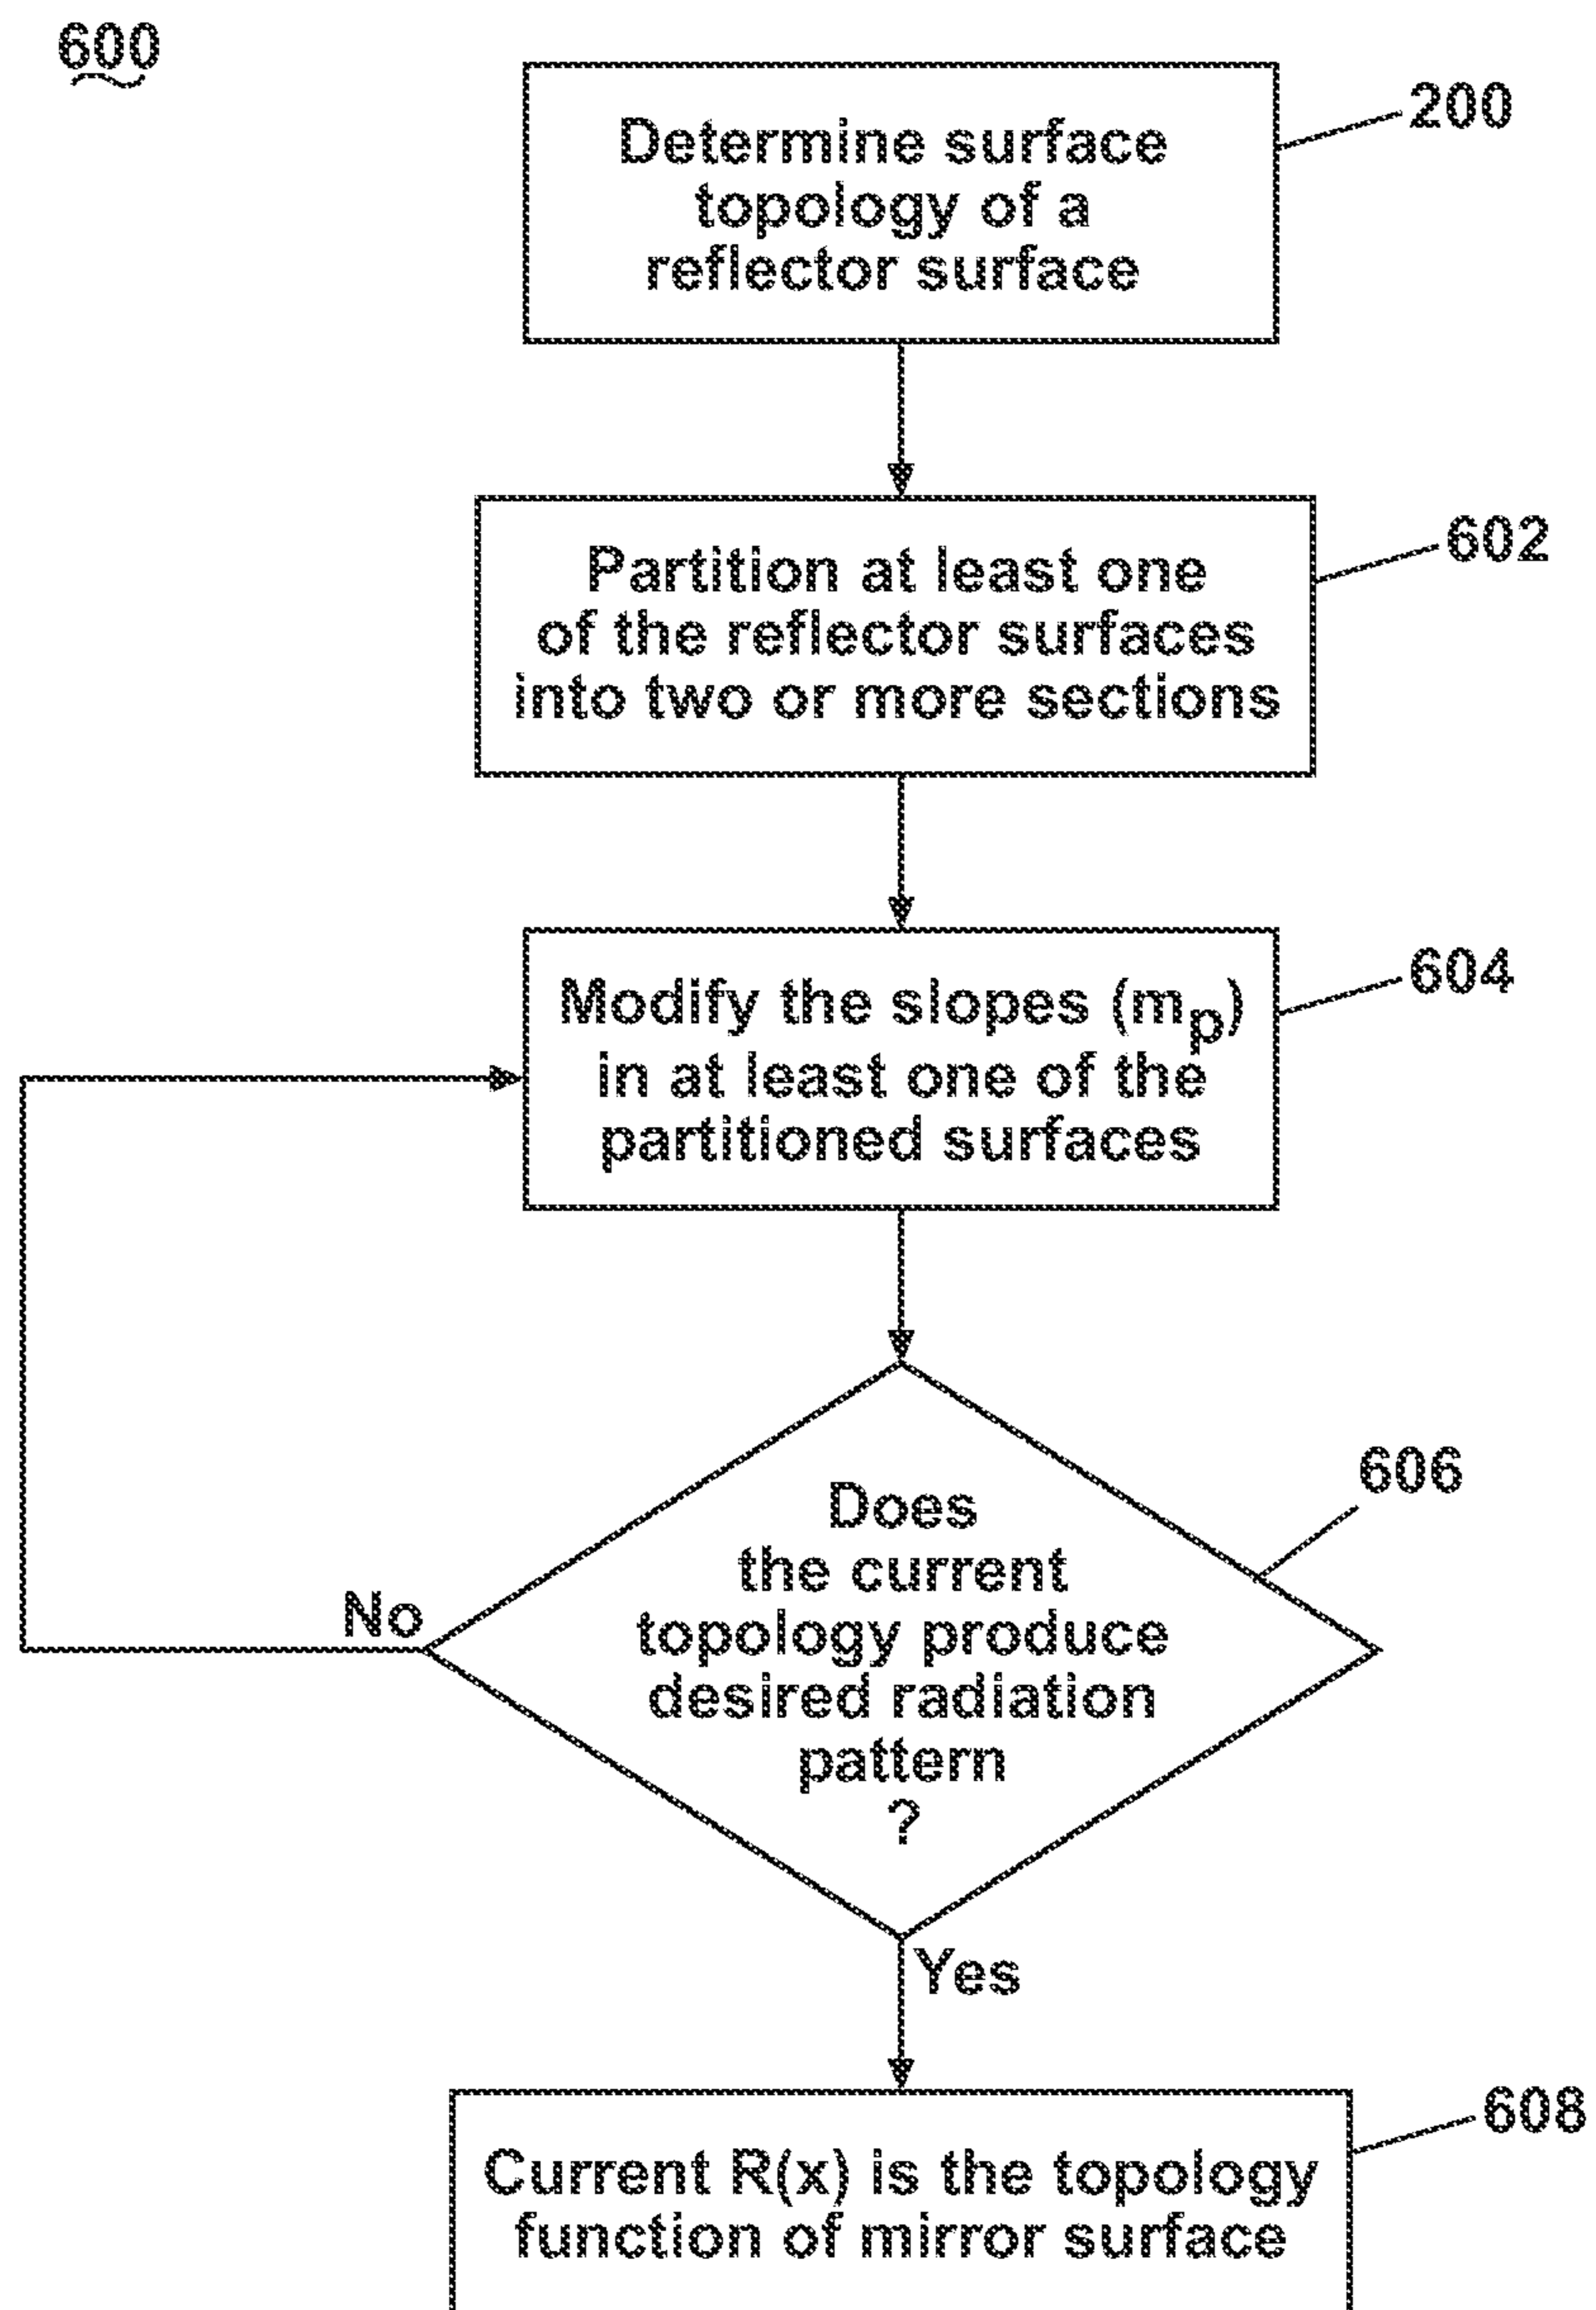 600
Determine surface
topology of a
reflector surface
200
Partition at least one
of the reflector surfaces
into two or more sections
602
Modify the slopes (mp)
in at least one of the
partitioned surfaces
604
Does
the current
topology produce
desired radiation
pattern
?
606
No
Yes
Current R(x) is the topology
function of mirror surface
608